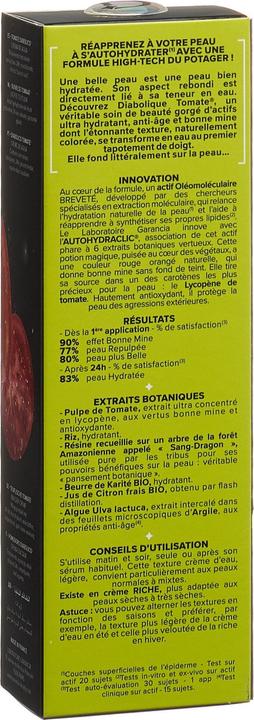 RÉAPPRENEZ À VOTRE PEAU
À S'AUTOHYDRATER⁽¹⁾ AVEC UNE
FORMULE HIGH-TECH DU POTAGER !
Une belle peau est une peau bien
hydratée. Son aspect rebondi est
directement lié à sa teneur en eau.
Découvrez Diabolique Tomate®, un
véritable soin de beauté gorgé d'actifs
ultra hydratant, anti-âge et bonne mine
dont l'étonnante texture, naturellement
colorée, se transforme en eau au premier
tapotement de doigt.
Elle fond littéralement sur la peau...
INNOVATION
Au cœur de la formule, un actif Oléomoléculaire
BREVETÉ, développé par des chercheurs
spécialisés en extraction moléculaire, qui relance
l'hydratation naturelle de la peau⁽¹⁾ et l'aide à
réapprendre à synthétiser ses propres lipides⁽²⁾.
Le Laboratoire Garancia innove avec
l'AUTOHYDRACLIC®, association de cet actif
phare à 6 extraits botaniques vertueux. Cette
potion magique, puisée au cœur des végétaux, a
une couleur rouge orangé naturelle, qui
donne bonne mine sans fond de teint. Elle tire
sa source dans un des carotènes les plus
précieux pour la peau : le Lycopène de
tomate. Hautement antioxydant, il protège la
peau des agressions extérieures.
RÉSULTATS
- Dès la 1ère application - % de satisfaction⁽³⁾
90% effet Bonne Mine
77% peau Repulpée
80% peau plus Belle
- Après 24h - % de satisfaction⁽³⁾
83% peau Hydratée
EXTRAITS BOTANIQUES
- Pulpe de Tomate, extrait ultra concentré
en lycopène, aux vertus bonne mine et
antioxydante.
- Riz, hydratant.
- Résine recueillie sur un arbre de la forêt
Amazonienne appelé « Sang-Dragon »,
utilisée pure par les tribus pour ses
pouvoirs bénéfiques sur la peau : véritable
« pansement botanique ».
- Beurre de Karité BIO, hydratant.
- Jus de Citron frais BIO, obtenu par flash
distillation.
- Algue Ulva lactuca, extrait intercalé dans
des feuillets microscopiques d'Argile, aux
propriétés anti-âge⁽⁴⁾.
CONSEILS D'UTILISATION
S'utilise matin et soir, seule ou après son
sérum habituel. Cette texture crème d'eau,
légère, convient particulièrement aux peaux
normales à mixtes.
Existe en crème RICHE, plus adaptée aux
peaux sèches à très sèches.
Astuce : vous pouvez alterner les textures en
fonction des saisons et préférer, par
exemple, la texture plus légère de la crème
d'eau en été et celle plus veloutée de la riche
en hiver.
⁽¹⁾Couches superficielles de l'épiderme - Test sur
actif 20 sujets ⁽²⁾Tests in-vitro et ex-vivo sur actif
⁽³⁾Test auto-évaluation 30 sujets - 1 app ⁽⁴⁾Test
clinique sur actif - 15 sujets.